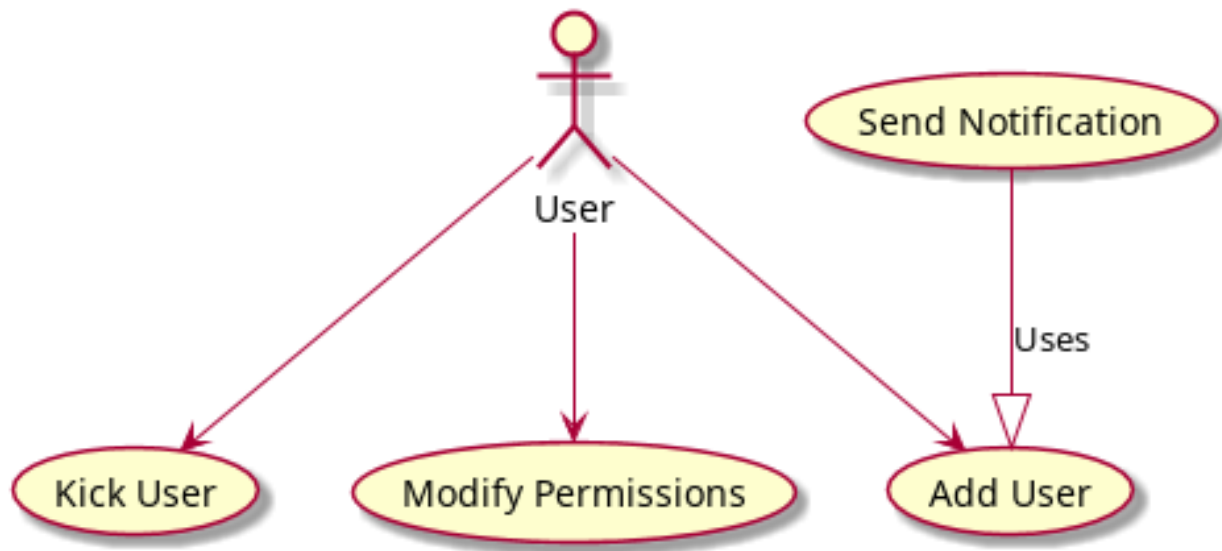 Send Notification
User
Uses
Kick User
Modify Permissions
Add User